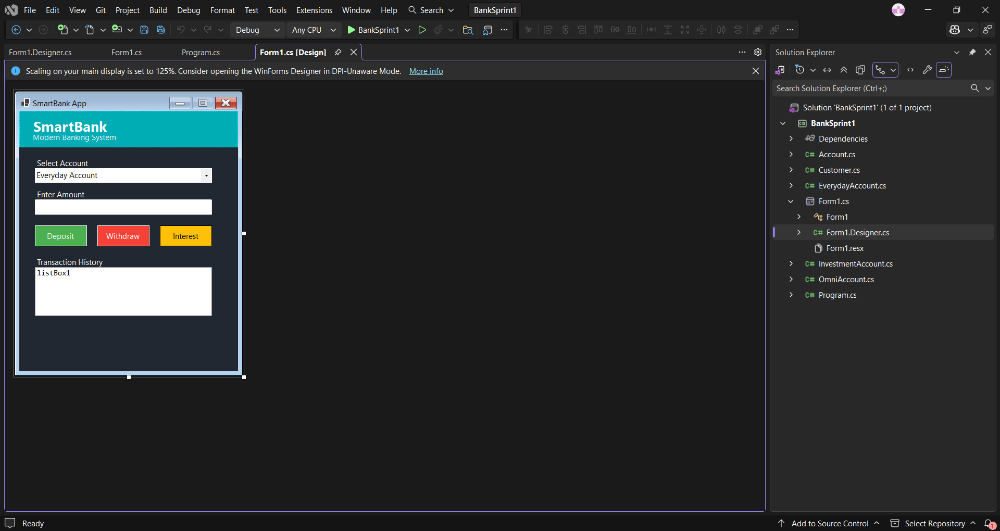 File Edit View Git Project Build Debug Format Test Tools Extensions Window Help Search BankSprint1
Debug Any CPU BankSprint1
Form1.Designer.cs Form1.cs Program.cs Form1.cs [Design]
Scaling on your main display is set to 125%. Consider opening the WinForms Designer in DPI-Unaware Mode. More info
SmartBank App
SmartBank
Modern Banking System
Select Account
Everyday Account
Enter Amount
Deposit Withdraw Interest
Transaction History
listBox1
Solution Explorer
Search Solution Explorer (Ctrl+;)
Solution 'BankSprint1' (1 of 1 project)
C# BankSprint1
Dependencies
C# Account.cs
C# Customer.cs
C# EverydayAccount.cs
Form1.cs
Form1
C# Form1.Designer.cs
Form1.resx
C# InvestmentAccount.cs
C# OmniAccount.cs
C# Program.cs
Ready Add to Source Control Select Repository 1